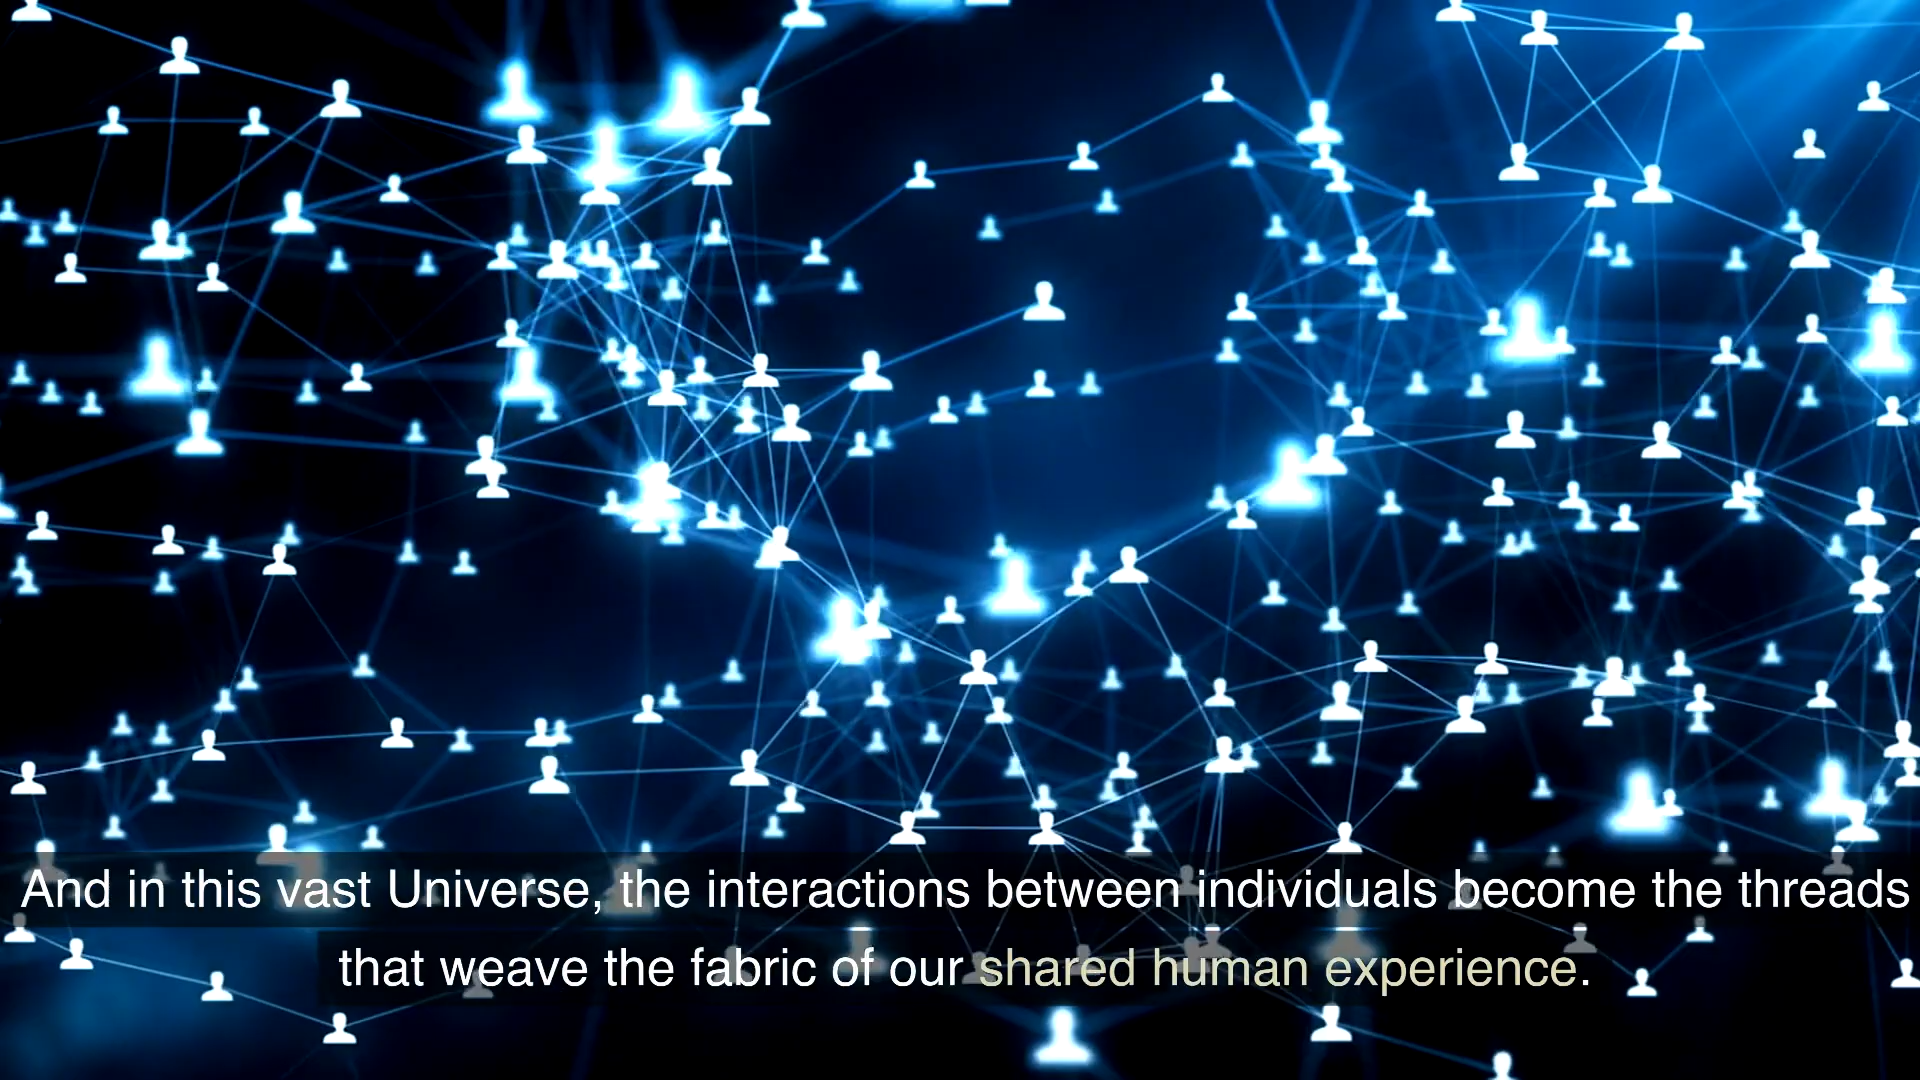 And in this vast Universe, the interactions between individuals become the threads
that weave the fabric of our shared human experience.